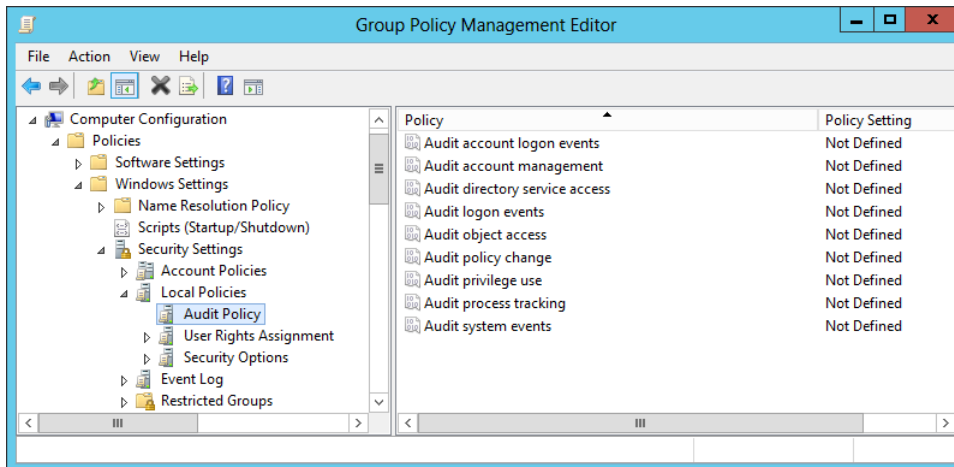 Group Policy Management Editor
File Action View Help
Computer Configuration
Policies
Software Settings
Windows Settings
Name Resolution Policy
Scripts (Startup/Shutdown)
Security Settings
Account Policies
Local Policies
Audit Policy
User Rights Assignment
Security Options
Event Log
Restricted Groups
Policy Policy Setting
Audit account logon events Not Defined
Audit account management Not Defined
Audit directory service access Not Defined
Audit logon events Not Defined
Audit object access Not Defined
Audit policy change Not Defined
Audit privilege use Not Defined
Audit process tracking Not Defined
Audit system events Not Defined